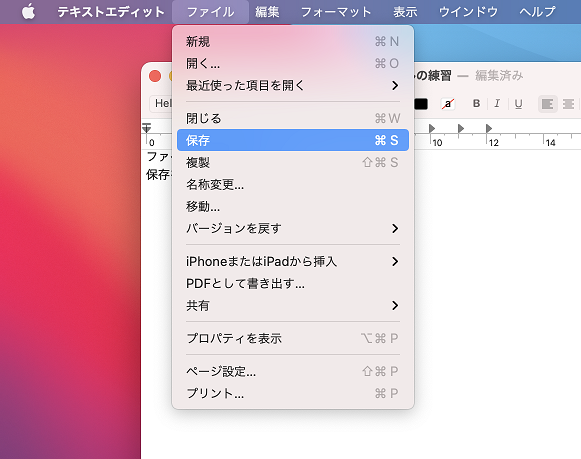 テキストエディット ファイル 編集 フォーマット 表示 ウインドウ ヘルプ
新規 ⌘N
開く... ⌘O
最近使った項目を開く
閉じる ⌘W
保存 ⌘S
複製 ⇧⌘S
名称変更...
移動...
バージョンを戻す
iPhoneまたはiPadから挿入
PDFとして書き出す...
共有
プロパティを表示 ⌥⌘P
ページ設定... ⇧⌘P
プリント... ⌘P
の練習 — 編集済み
Hel
a B I U
0 10 12 14
ファ
保存